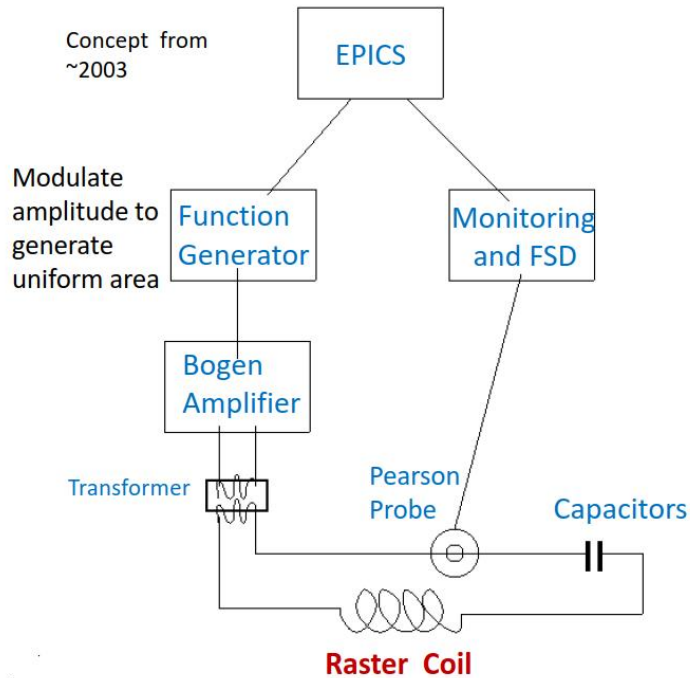 Concept from
~2003
EPICS
Modulate
amplitude to
generate
uniform area
Function
Generator
Monitoring
and FSD
Bogen
Amplifier
Transformer
Pearson
Probe
Capacitors
Raster Coil